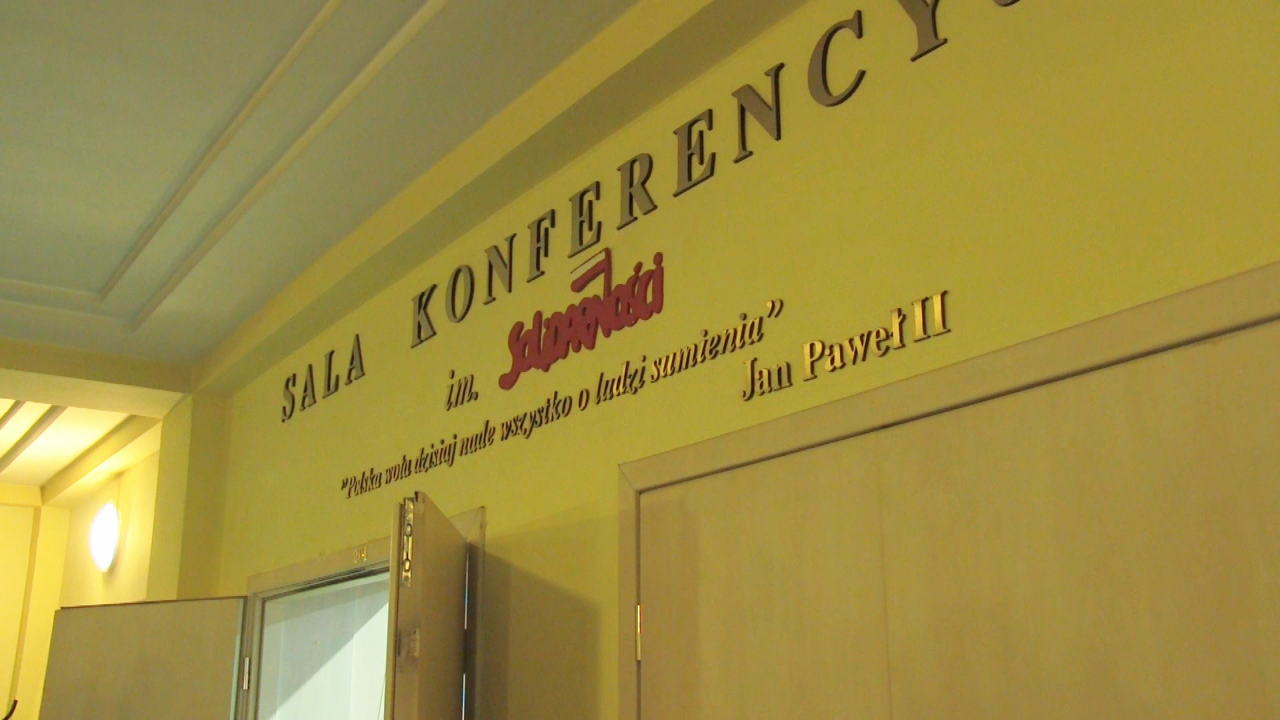 SALA KONFERENCY
im. Solidarności
"Polska woła dzisiaj nade wszystko o ludzi sumienia"
Jan Paweł II